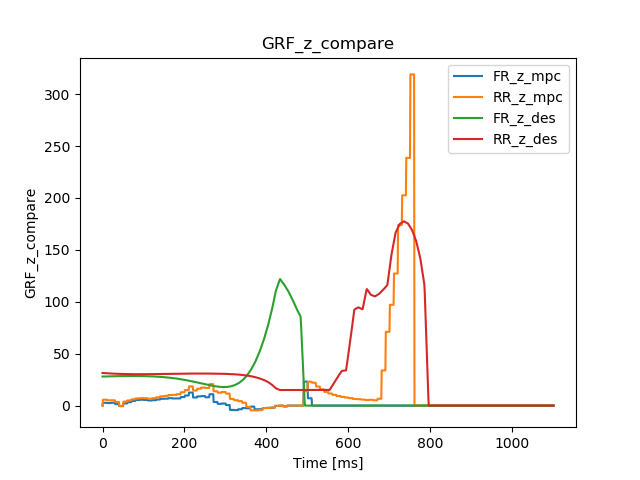 GRF_z_compare
FR_z_mpc
RR_z_mpc
FR_z_des
RR_z_des
GRF_z_compare
300
250
200
150
100
50
0
0 200 400 600 800 1000
Time [ms]